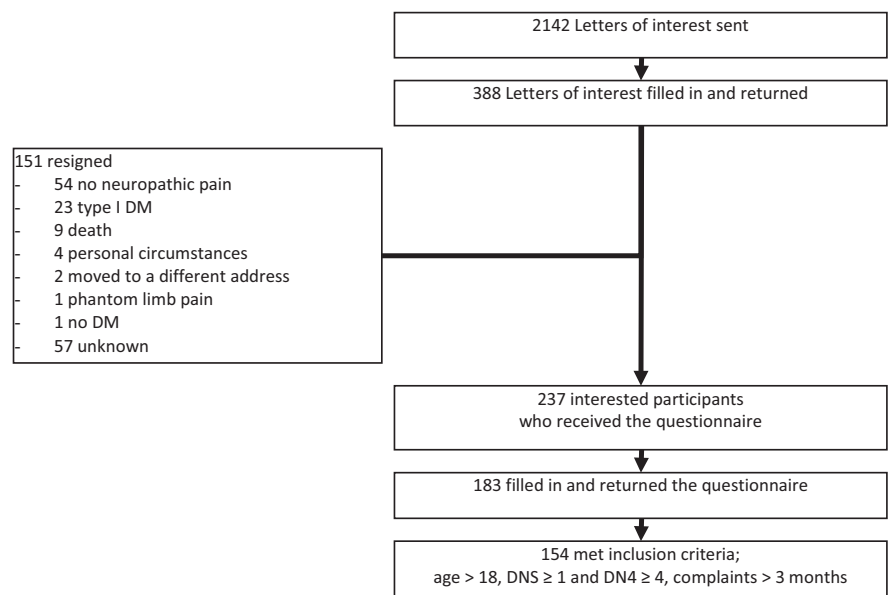 2142 Letters of interest sent
388 Letters of interest filled in and returned
151 resigned
- 54 no neuropathic pain
- 23 type I DM
- 9 death
- 4 personal circumstances
- 2 moved to a different address
- 1 phantom limb pain
- 1 no DM
- 57 unknown
237 interested participants
who received the questionnaire
183 filled in and returned the questionnaire
154 met inclusion criteria;
age > 18, DNS ≥ 1 and DN4 ≥ 4, complaints > 3 months